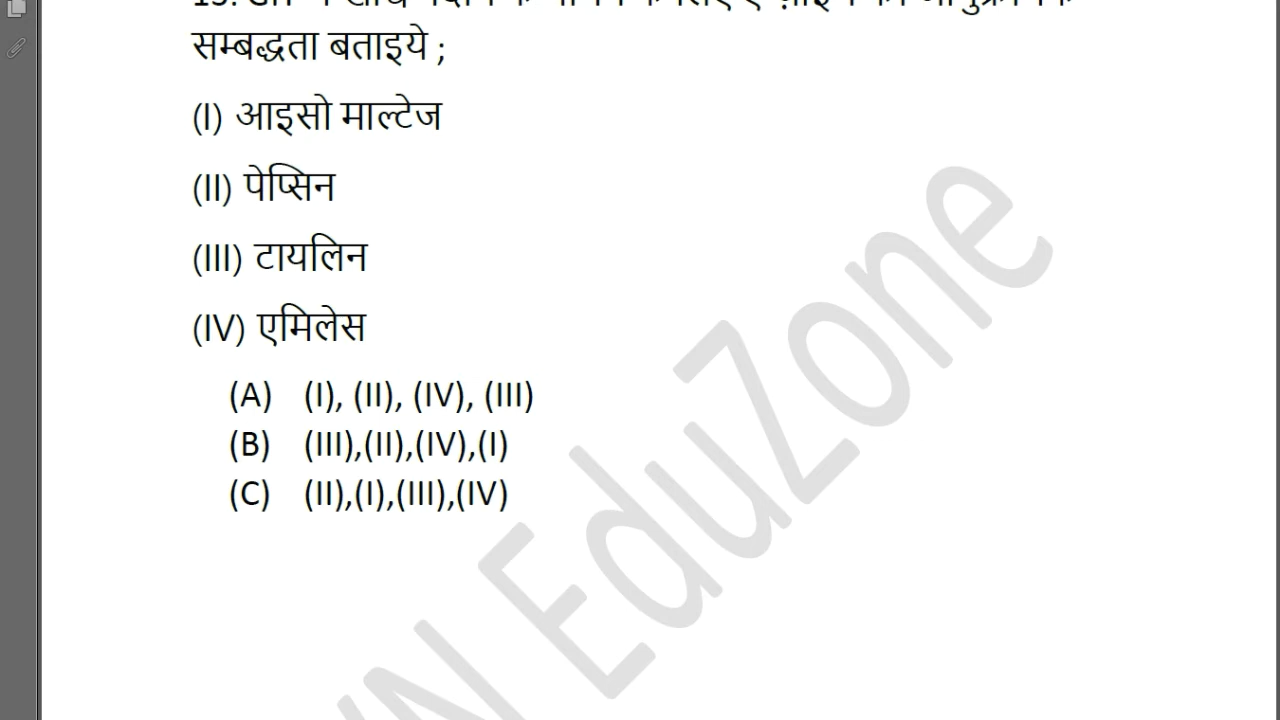 सम्बद्धता बताइये ;
(I) आइसो माल्टेज
(II) पेप्सिन
(III) टायलिन
(IV) एमिलेस
(A) (I), (II), (IV), (III)
(B) (III),(II),(IV),(I)
(C) (II),(I),(III),(IV)
EduZone